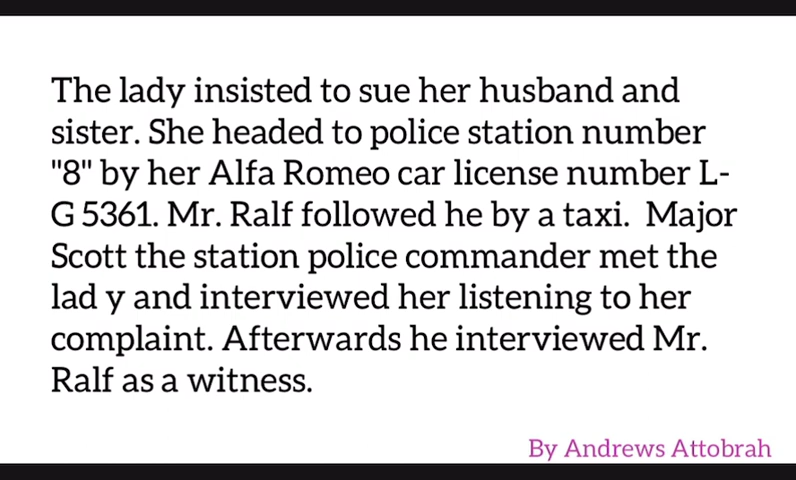 The lady insisted to sue her husband and
sister. She headed to police station number
"8" by her Alfa Romeo car license number L-
G 5361. Mr. Ralf followed he by a taxi.  Major
Scott the station police commander met the
lad y and interviewed her listening to her
complaint. Afterwards he interviewed Mr.
Ralf as a witness.
By Andrews Attobrah